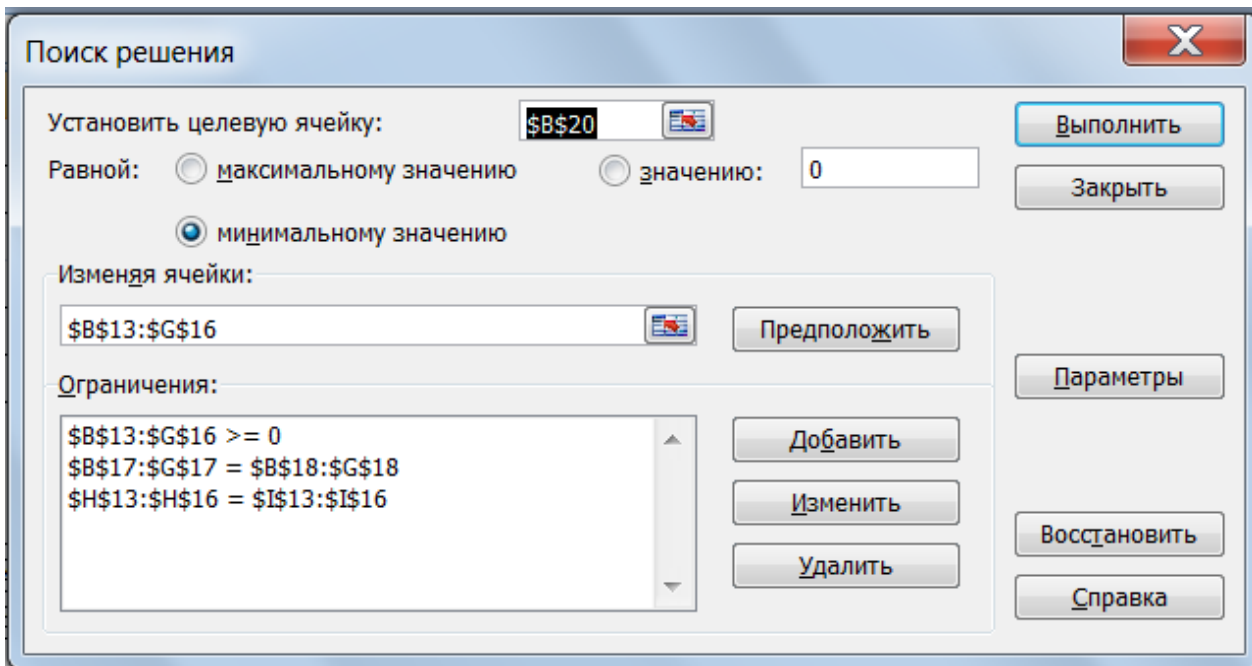 Поиск решения
Установить целевую ячейку: $B$20 Выполнить
Равной: максимальному значению значению: 0 Закрыть
минимальному значению
Изменяя ячейки:
$B$13:$G$16 Предположить
Параметры
Ограничения:
$B$13:$G$16 >= 0 Добавить
$B$17:$G$17 = $B$18:$G$18
$H$13:$H$16 = $I$13:$I$16 Изменить
Восстановить
Удалить
Справка